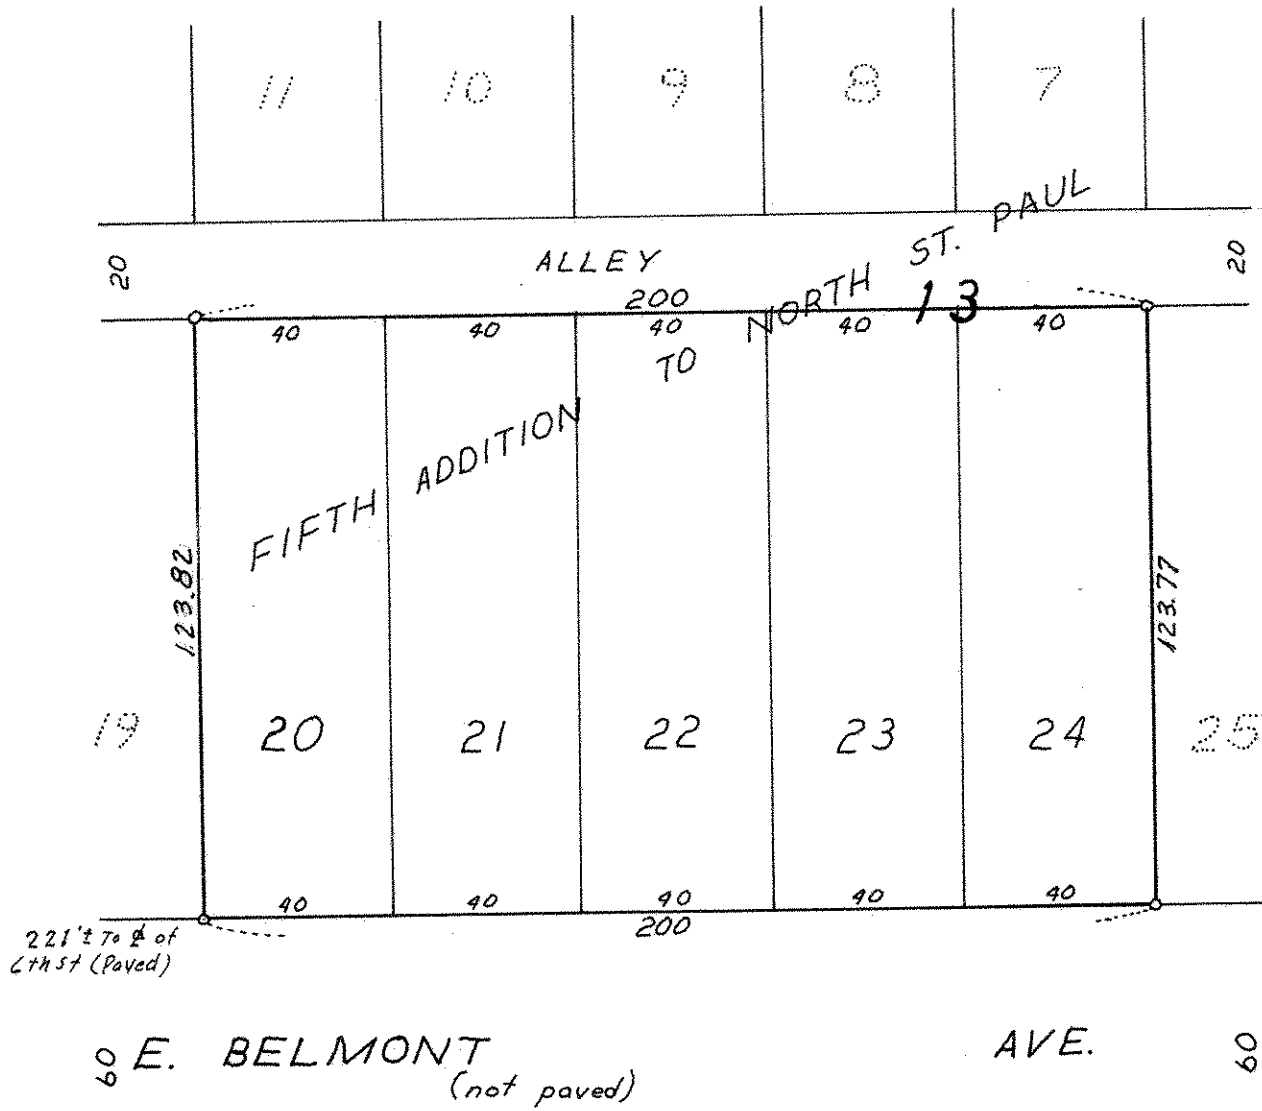 11 10 9 8 7
20 ALLEY 20
200
40 40 40 40 40
FIFTH ADDITION TO NORTH ST. PAUL
13
123.82
123.77
19 20 21 22 23 24 25
40 40 40 40 40
200
221'± To ℄ of
6th St (Paved)
60 E. BELMONT AVE. 60
(not paved)